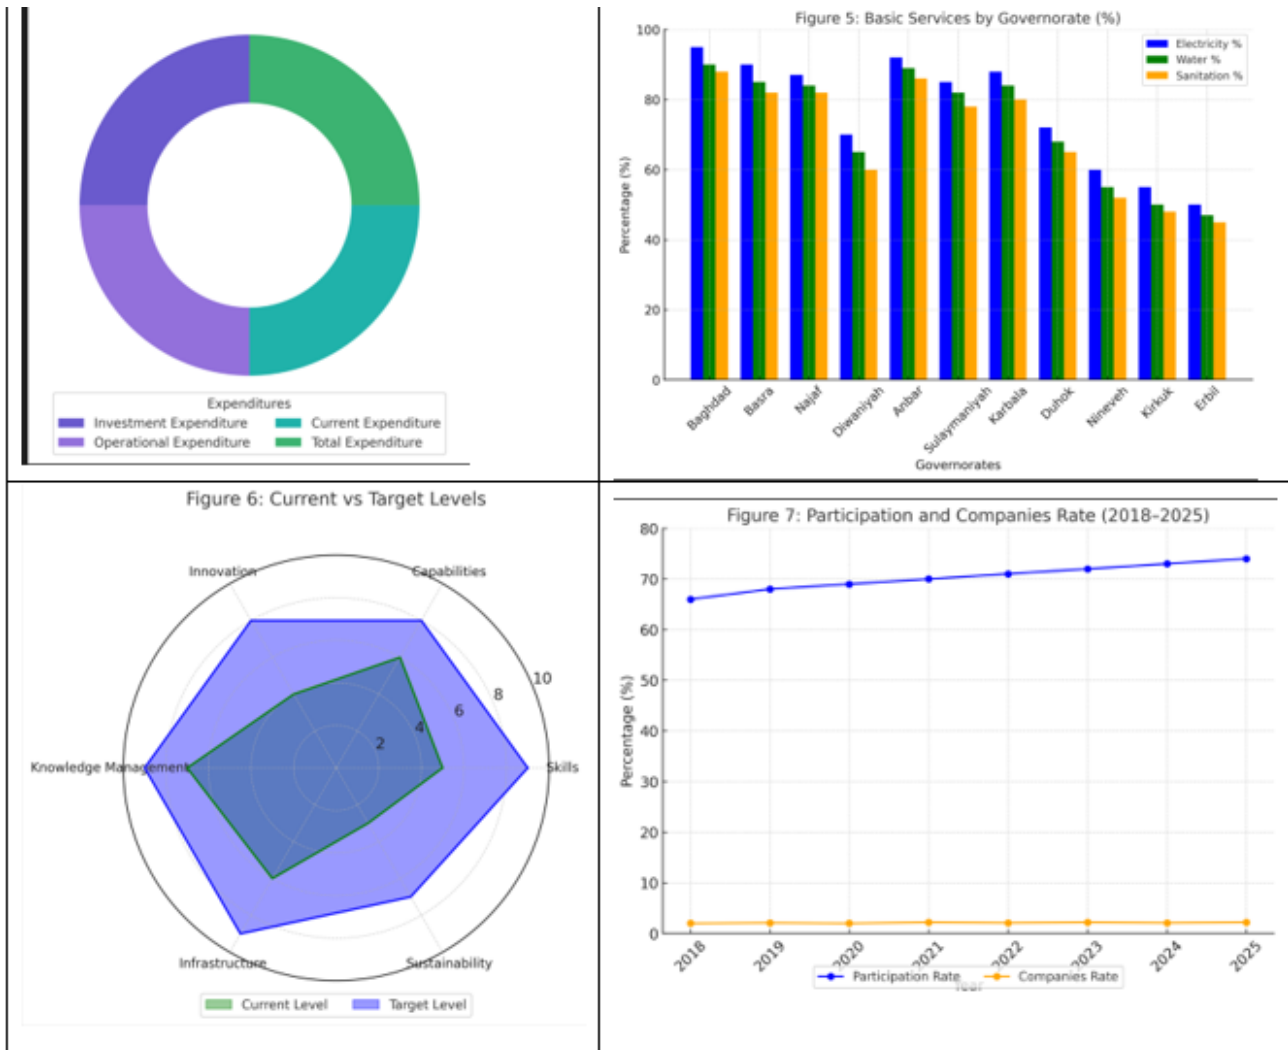 Expenditures
Investment Expenditure
Current Expenditure
Operational Expenditure
Total Expenditure
Figure 5: Basic Services by Governorate (%)
Percentage (%)
100
80
60
40
20
0
Electricity %
Water %
Sanitation %
Baghdad
Basra
Najaf
Diwaniyah
Anbar
Sulaymaniyah
Karbala
Duhok
Nineveh
Kirkuk
Erbil
Governorates
Figure 6: Current vs Target Levels
Innovation
Capabilities
10
8
6
4
2
Knowledge Management
Skills
Infrastructure
Sustainability
Current Level
Target Level
Figure 7: Participation and Companies Rate (2018–2025)
Percentage (%)
80
70
60
50
40
30
20
10
0
2018
2019
2020
2021
2022
2023
2024
2025
Participation Rate
Companies Rate
Year